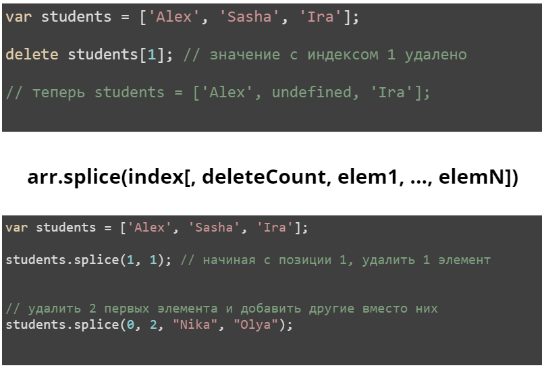 var students = ['Alex', 'Sasha', 'Ira'];
delete students[1]; // значение с индексом 1 удалено
// теперь students = ['Alex', undefined, 'Ira'];
arr.splice(index[, deleteCount, elem1, ..., elemN])
var students = ['Alex', 'Sasha', 'Ira'];
students.splice(1, 1); // начиная с позиции 1, удалить 1 элемент
// удалить 2 первых элемента и добавить другие вместо них
students.splice(0, 2, "Nika", "Olya");